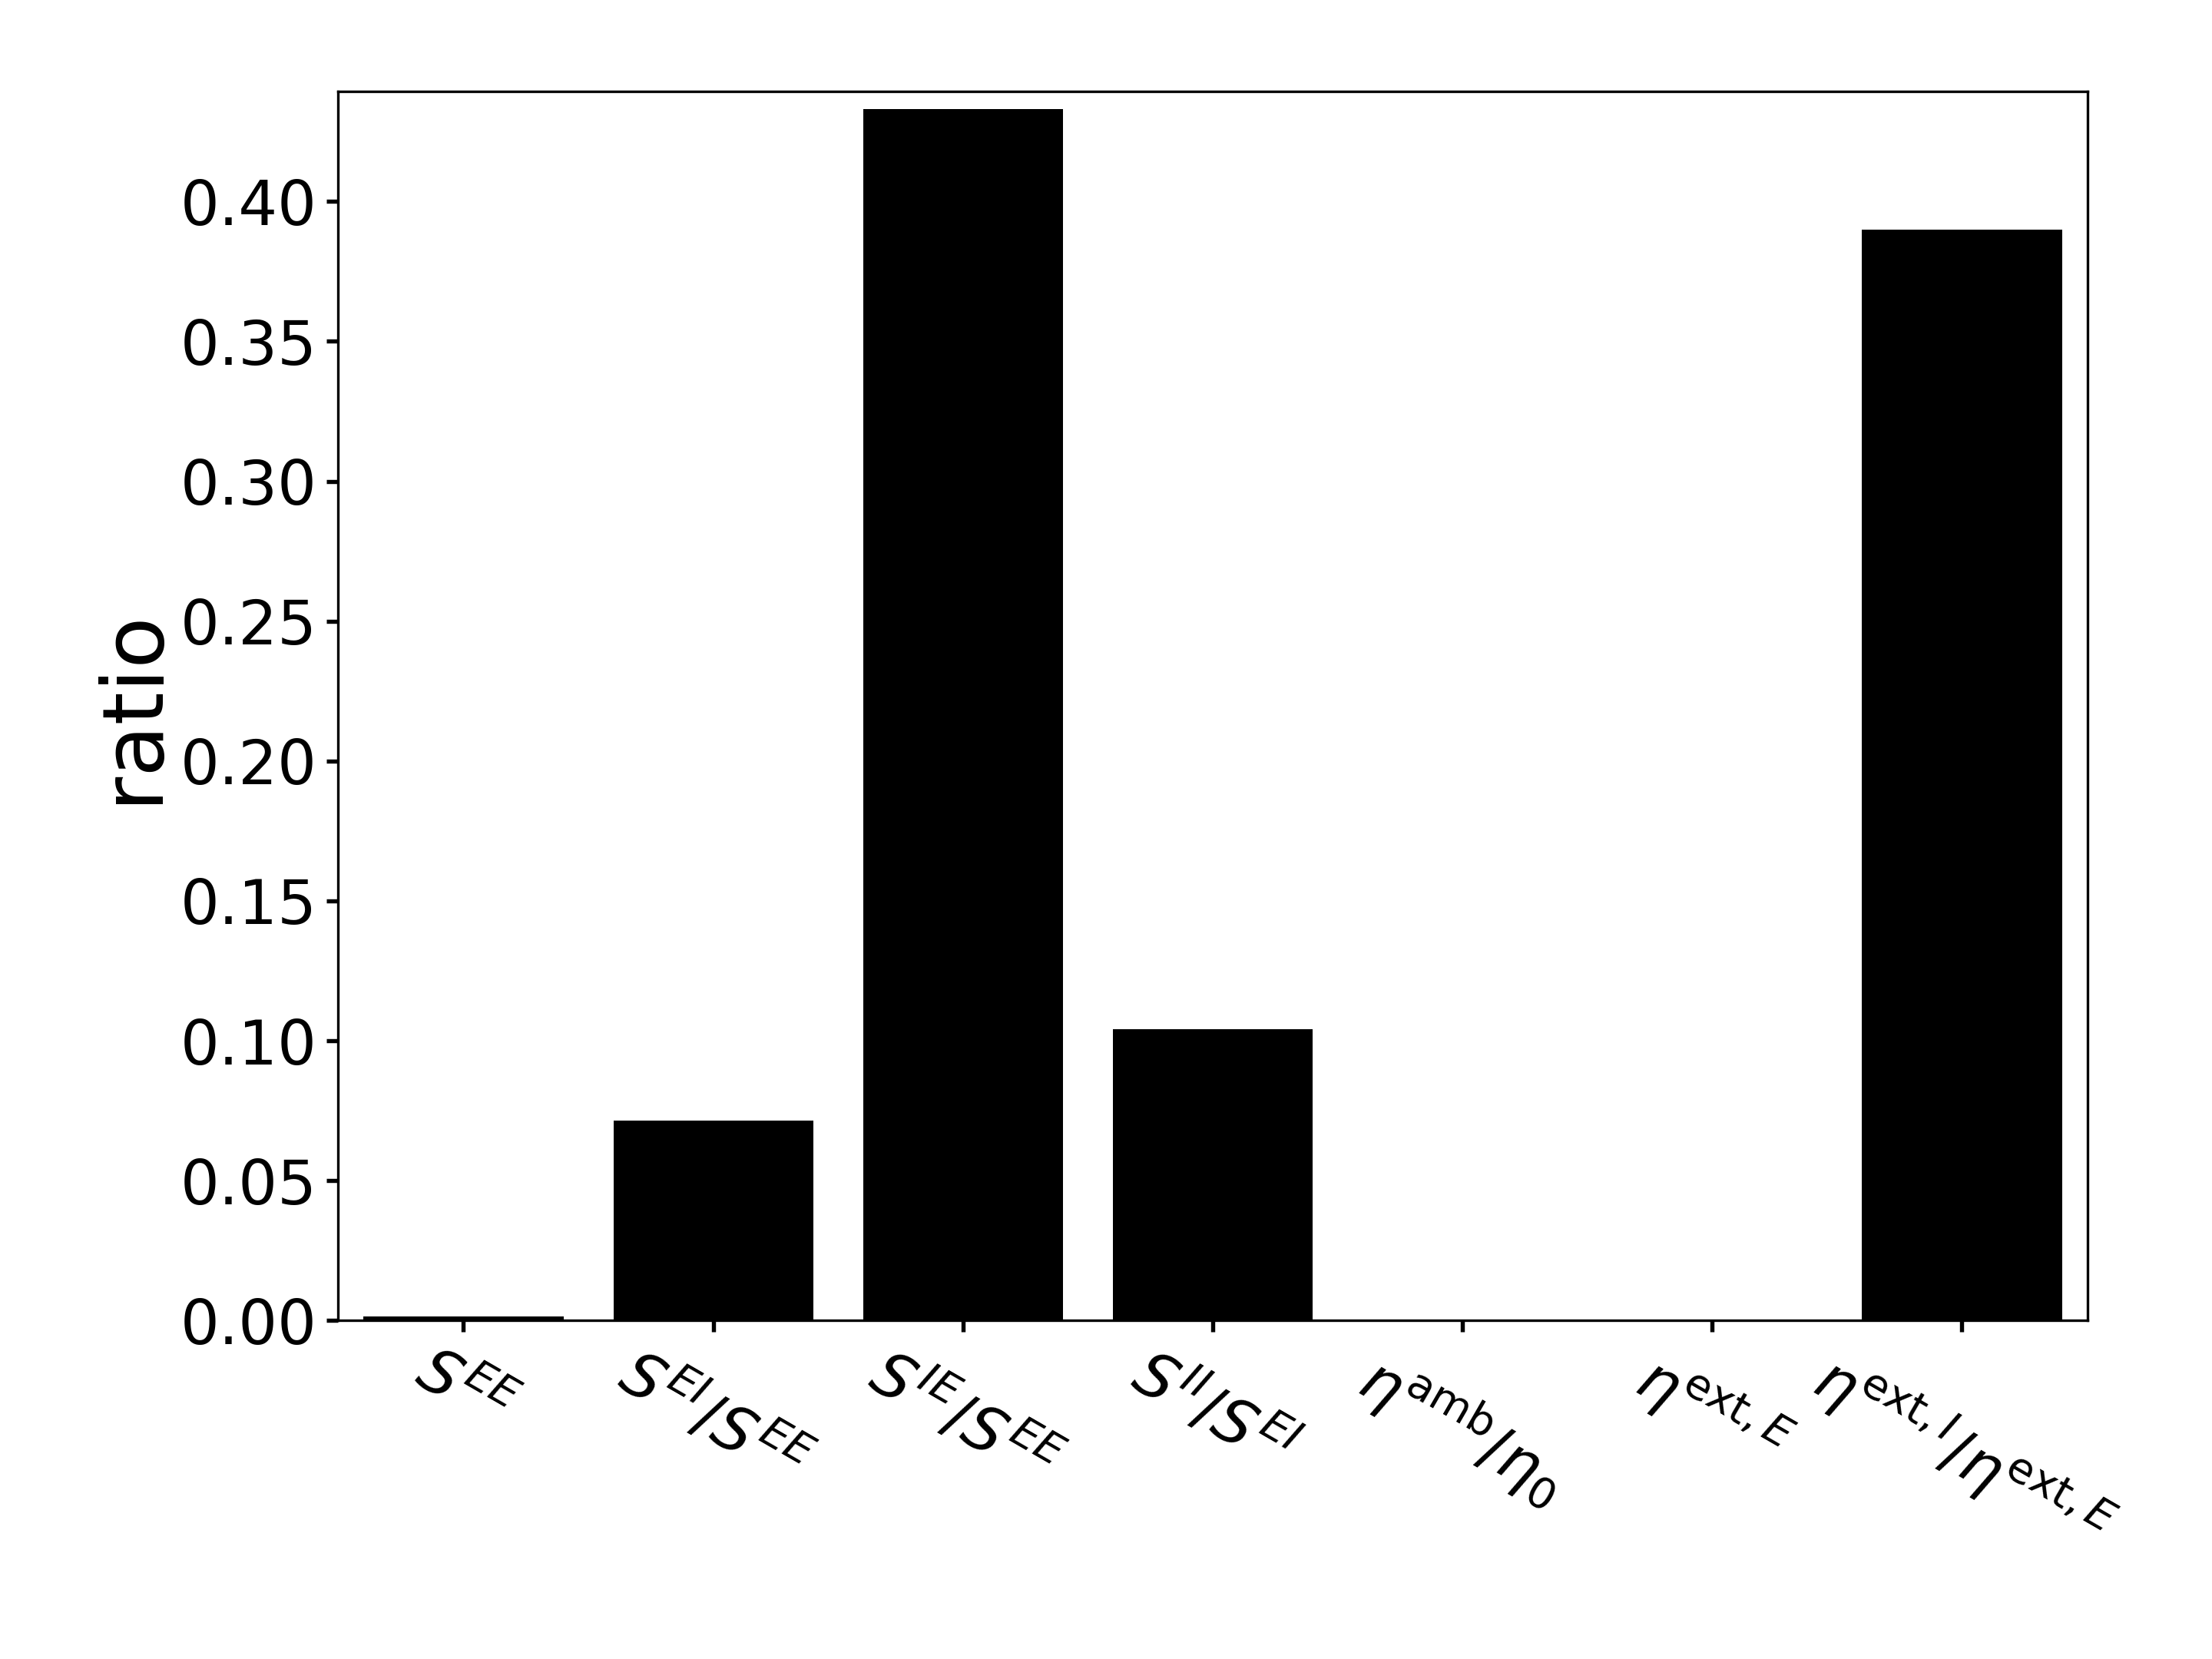 ratio
0.40
0.35
0.30
0.25
0.20
0.15
0.10
0.05
0.00
S^{EE}
S^{EI}/S^{EE}
S^{IE}/S^{EE}
S^{II}/S^{EI}
η^{amb}/η_0
η^{ext, E}
η^{ext, I}/η^{ext, E}